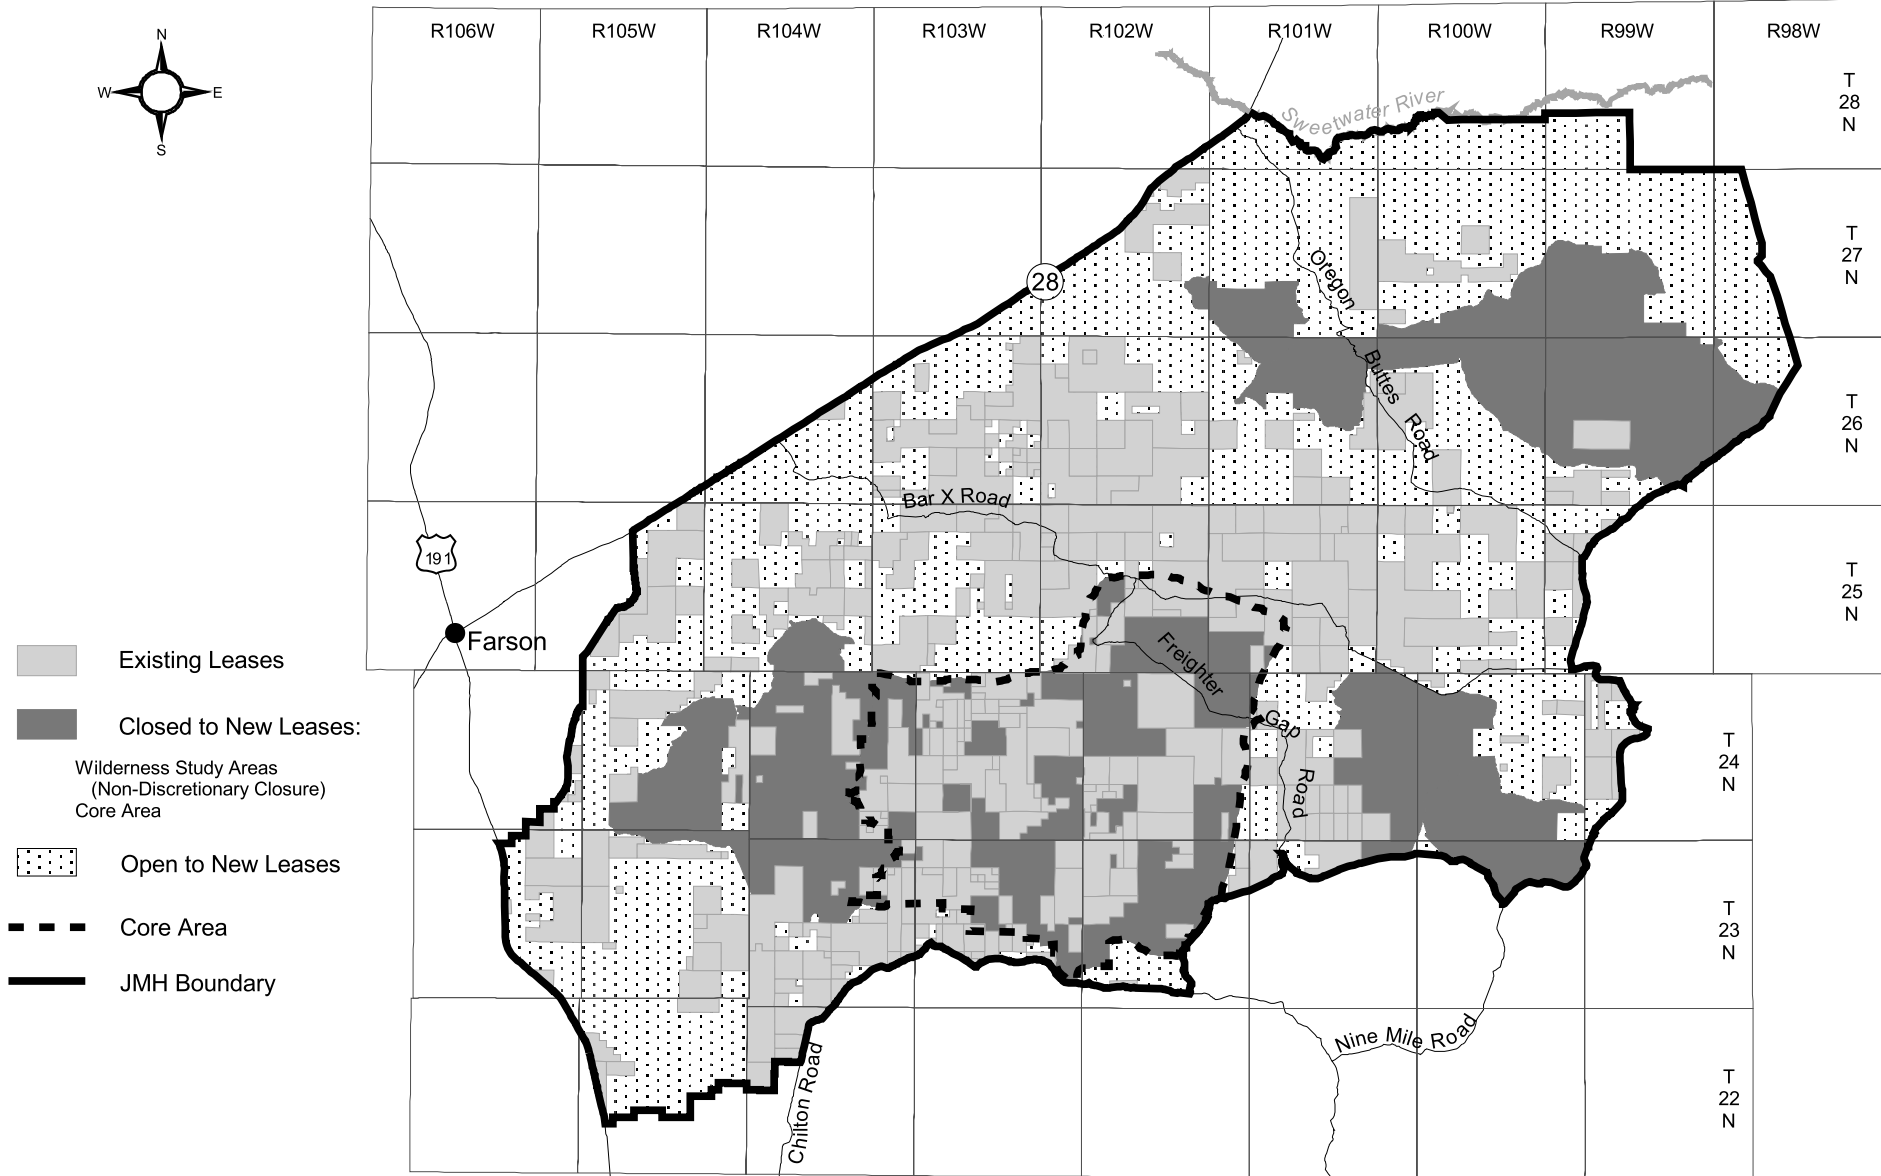 R106W R105W R104W R103W R102W R101W R100W R99W R98W
N
W E
S
T
28
N
Sweetwater River
T
27
N
Oregon Buttes Road
28
T
26
N
Bar X Road
191
T
25
N
Farson
Freighter Gap Road
Existing Leases
Closed to New Leases:
Wilderness Study Areas
(Non-Discretionary Closure)
Core Area
T
24
N
Open to New Leases
Core Area
T
23
N
JMH Boundary
Nine Mile Road
Chilton Road
T
22
N